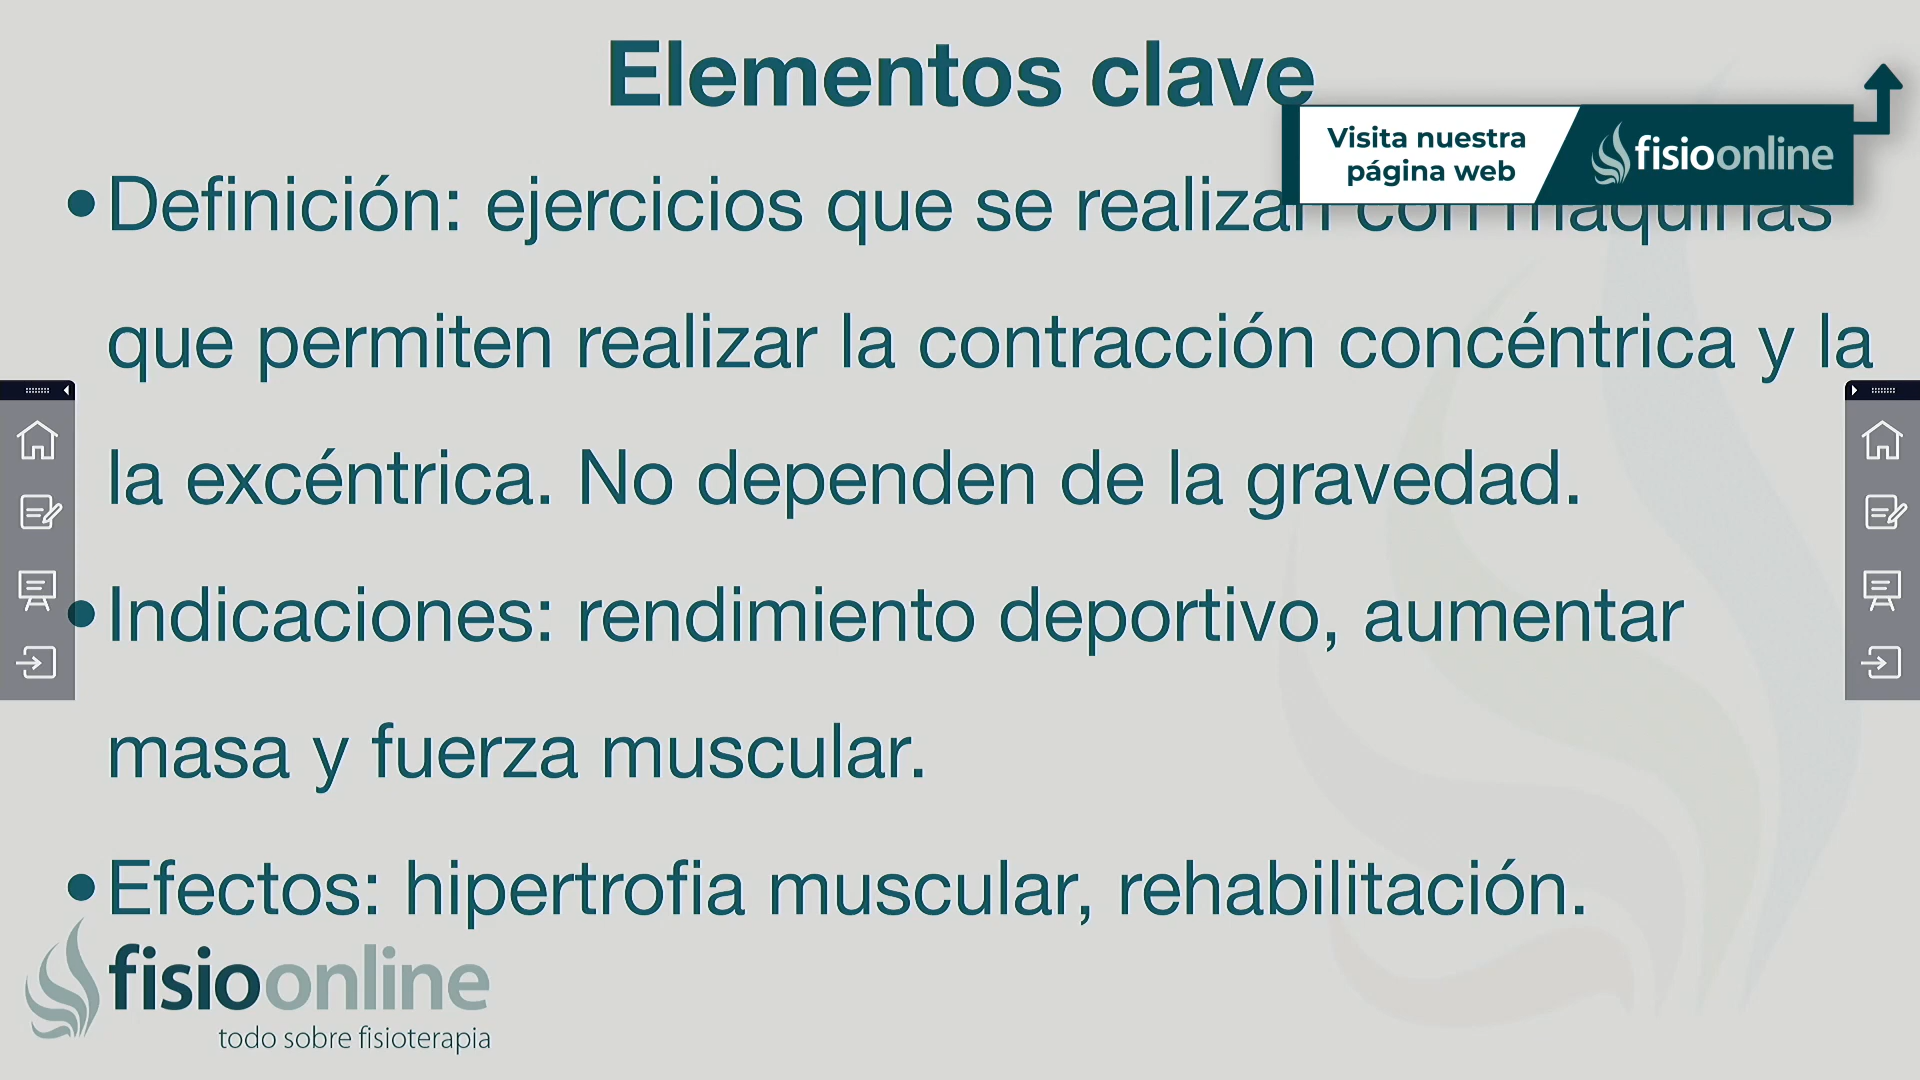 Elementos clave
Visita nuestra
página web
fisioonline
•Definición: ejercicios que se realizan con máquinas
que permiten realizar la contracción concéntrica y la
la excéntrica. No dependen de la gravedad.
•Indicaciones: rendimiento deportivo, aumentar
masa y fuerza muscular.
•Efectos: hipertrofia muscular, rehabilitación.
fisioonline
todo sobre fisioterapia